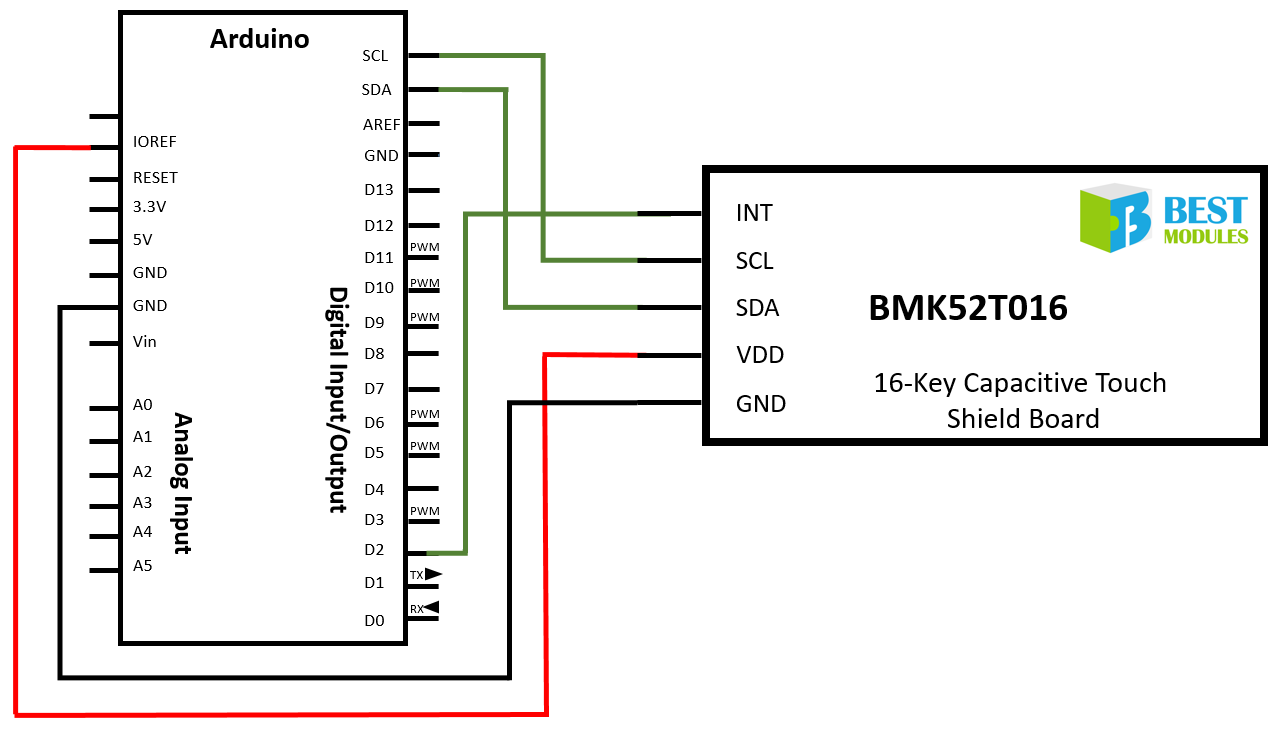 Arduino
IOREF
RESET
3.3V
5V
GND
GND
Vin
A0
A1
A2
A3
A4
A5
Analog Input
Digital Input/Output
SCL
SDA
AREF
GND
D13
D12
D11 PWM
D10 PWM
D9 PWM
D8
D7
D6 PWM
D5 PWM
D4
D3 PWM
D2
D1 TX
D0 RX
INT
SCL
SDA
VDD
GND
BEST
MODULES
BMK52T016
16-Key Capacitive Touch
Shield Board